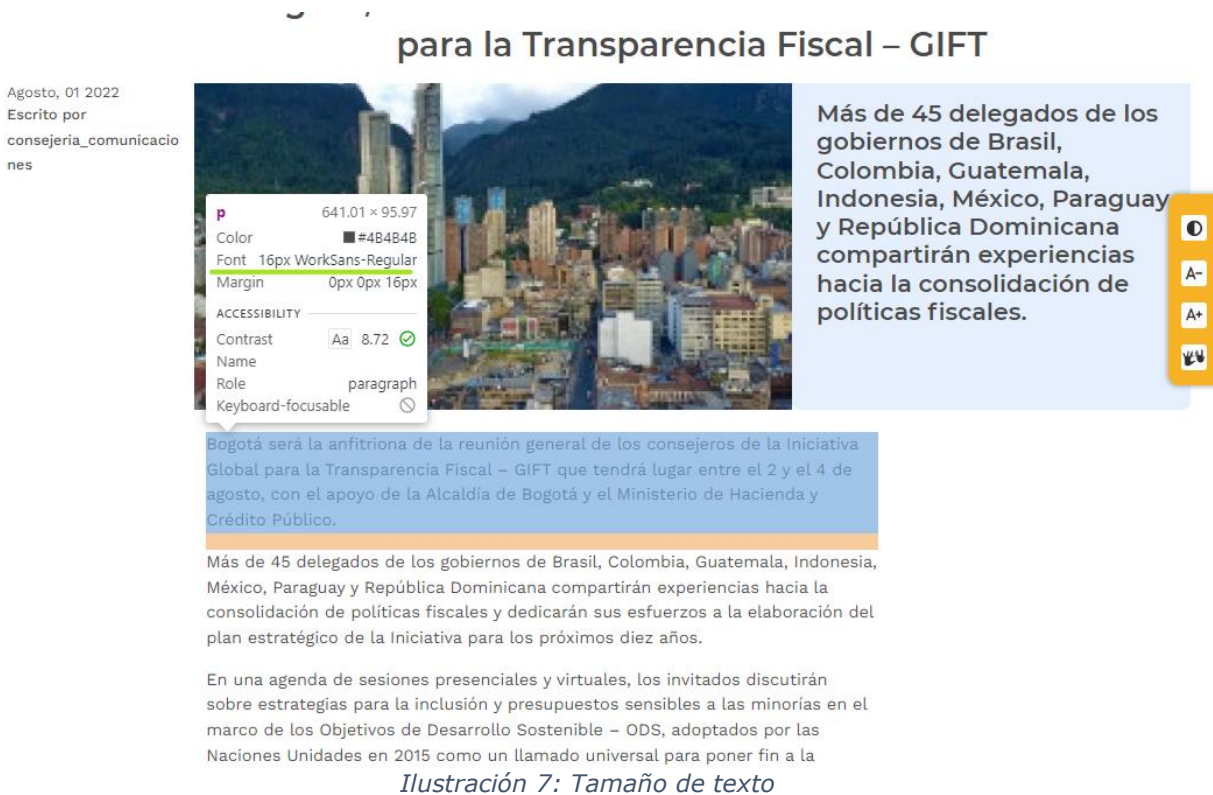 para la Transparencia Fiscal – GIFT
Agosto, 01 2022
Escrito por
consejeria_comunicacio
nes
Más de 45 delegados de los
gobiernos de Brasil,
Colombia, Guatemala,
Indonesia, México, Paraguay
y República Dominicana
compartirán experiencias
hacia la consolidación de
políticas fiscales.
p 641.01 × 95.97
Color #4B4B4B
Font 16px WorkSans-Regular
Margin 0px 0px 16px
ACCESSIBILITY
Contrast Aa 8.72
Name
Role paragraph
Keyboard-focusable
A-
A+
Bogotá será la anfitriona de la reunión general de los consejeros de la Iniciativa
Global para la Transparencia Fiscal – GIFT que tendrá lugar entre el 2 y el 4 de
agosto, con el apoyo de la Alcaldía de Bogotá y el Ministerio de Hacienda y
Crédito Público.
Más de 45 delegados de los gobiernos de Brasil, Colombia, Guatemala, Indonesia,
México, Paraguay y República Dominicana compartirán experiencias hacia la
consolidación de políticas fiscales y dedicarán sus esfuerzos a la elaboración del
plan estratégico de la Iniciativa para los próximos diez años.
En una agenda de sesiones presenciales y virtuales, los invitados discutirán
sobre estrategias para la inclusión y presupuestos sensibles a las minorías en el
marco de los Objetivos de Desarrollo Sostenible – ODS, adoptados por las
Naciones Unidades en 2015 como un llamado universal para poner fin a la
Ilustración 7: Tamaño de texto